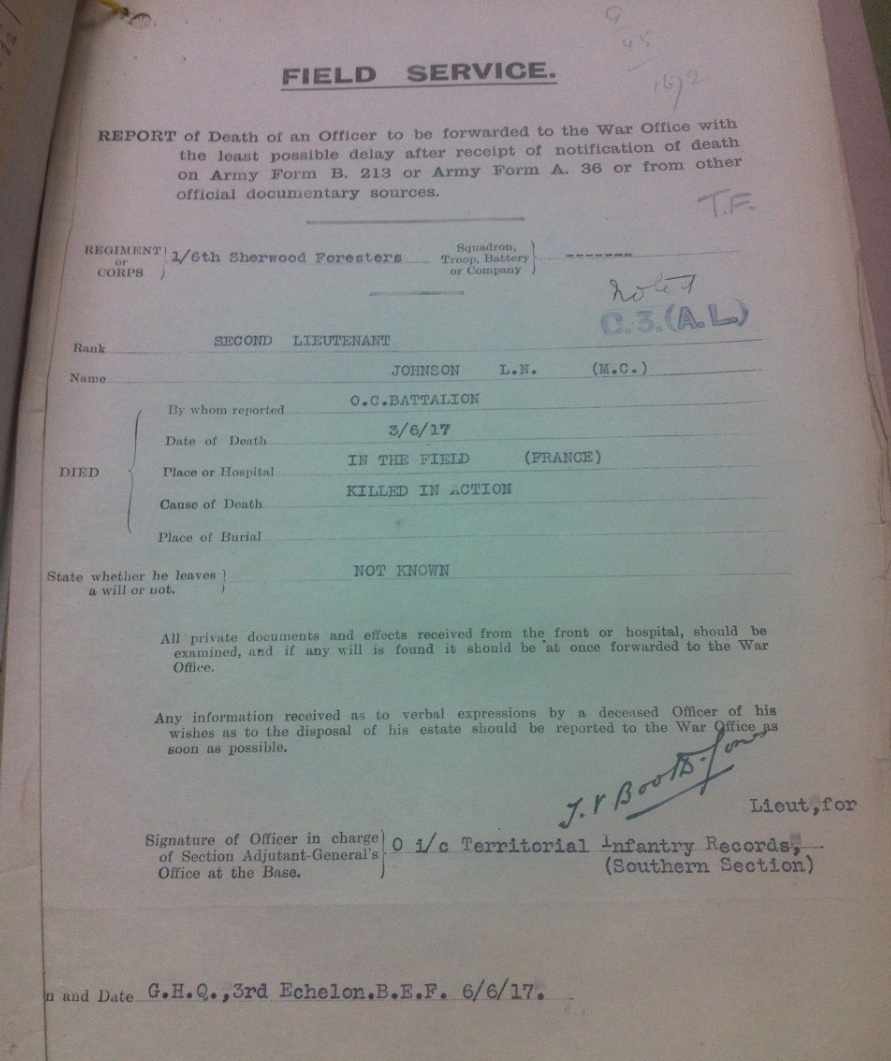 FIELD SERVICE.
45
T.F.
REPORT of Death of an Officer to be forwarded to the War Office with
the least possible delay after receipt of notification of death
on Army Form B. 213 or Army Form A. 36 or from other
official documentary sources.
REGIMENT or CORPS 1/6th Sherwood Foresters Squadron, Troop, Battery or Company -------
Noted
C.3.(A.L.)
Rank SECOND LIEUTENANT
Name JOHNSON L.N. (M.C.)
By whom reported O.C.BATTALION
Date of Death 3/6/17
DIED Place or Hospital IN THE FIELD (FRANCE)
Cause of Death KILLED IN ACTION
Place of Burial
State whether he leaves NOT KNOWN
a will or not.
All private documents and effects received from the front or hospital, should be
examined, and if any will is found it should be at once forwarded to the War
Office.
Any information received as to verbal expressions by a deceased Officer of his
wishes as to the disposal of his estate should be reported to the War Office as
soon as possible.
J.V Booth-Jones
Lieut,for
Signature of Officer in charge O i/c Territorial Infantry Records,
of Section Adjutant-General's (Southern Section)
Office at the Base.
n and Date G.H.Q.,3rd Echelon.B.E.F. 6/6/17.